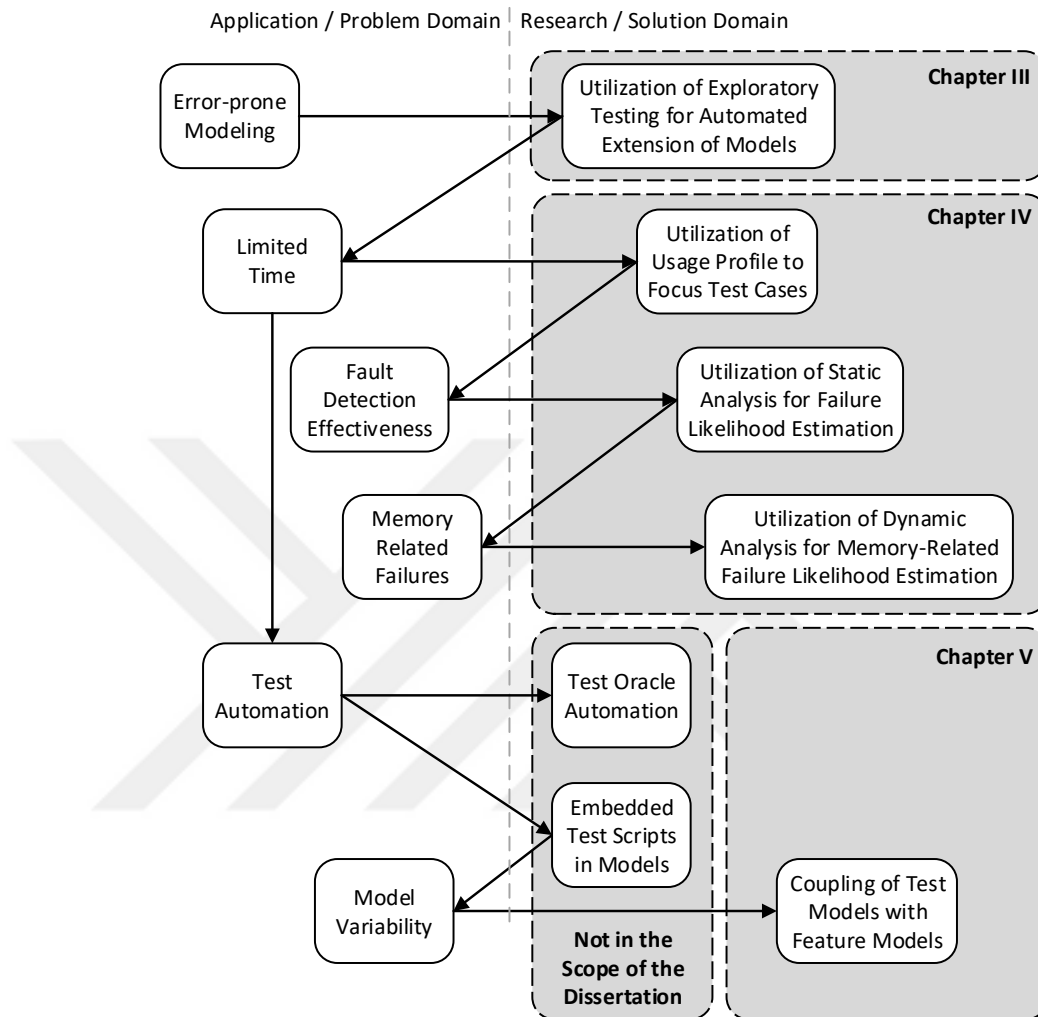 Application / Problem Domain
Research / Solution Domain
Error-prone
Modeling
Chapter III
Utilization of Exploratory
Testing for Automated
Extension of Models
Limited
Time
Chapter IV
Utilization of
Usage Profile to
Focus Test Cases
Fault
Detection
Effectiveness
Utilization of Static
Analysis for Failure
Likelihood Estimation
Memory
Related
Failures
Utilization of Dynamic
Analysis for Memory-Related
Failure Likelihood Estimation
Test
Automation
Test Oracle
Automation
Chapter V
Embedded
Test Scripts
in Models
Model
Variability
Coupling of Test
Models with
Feature Models
Not in the
Scope of the
Dissertation